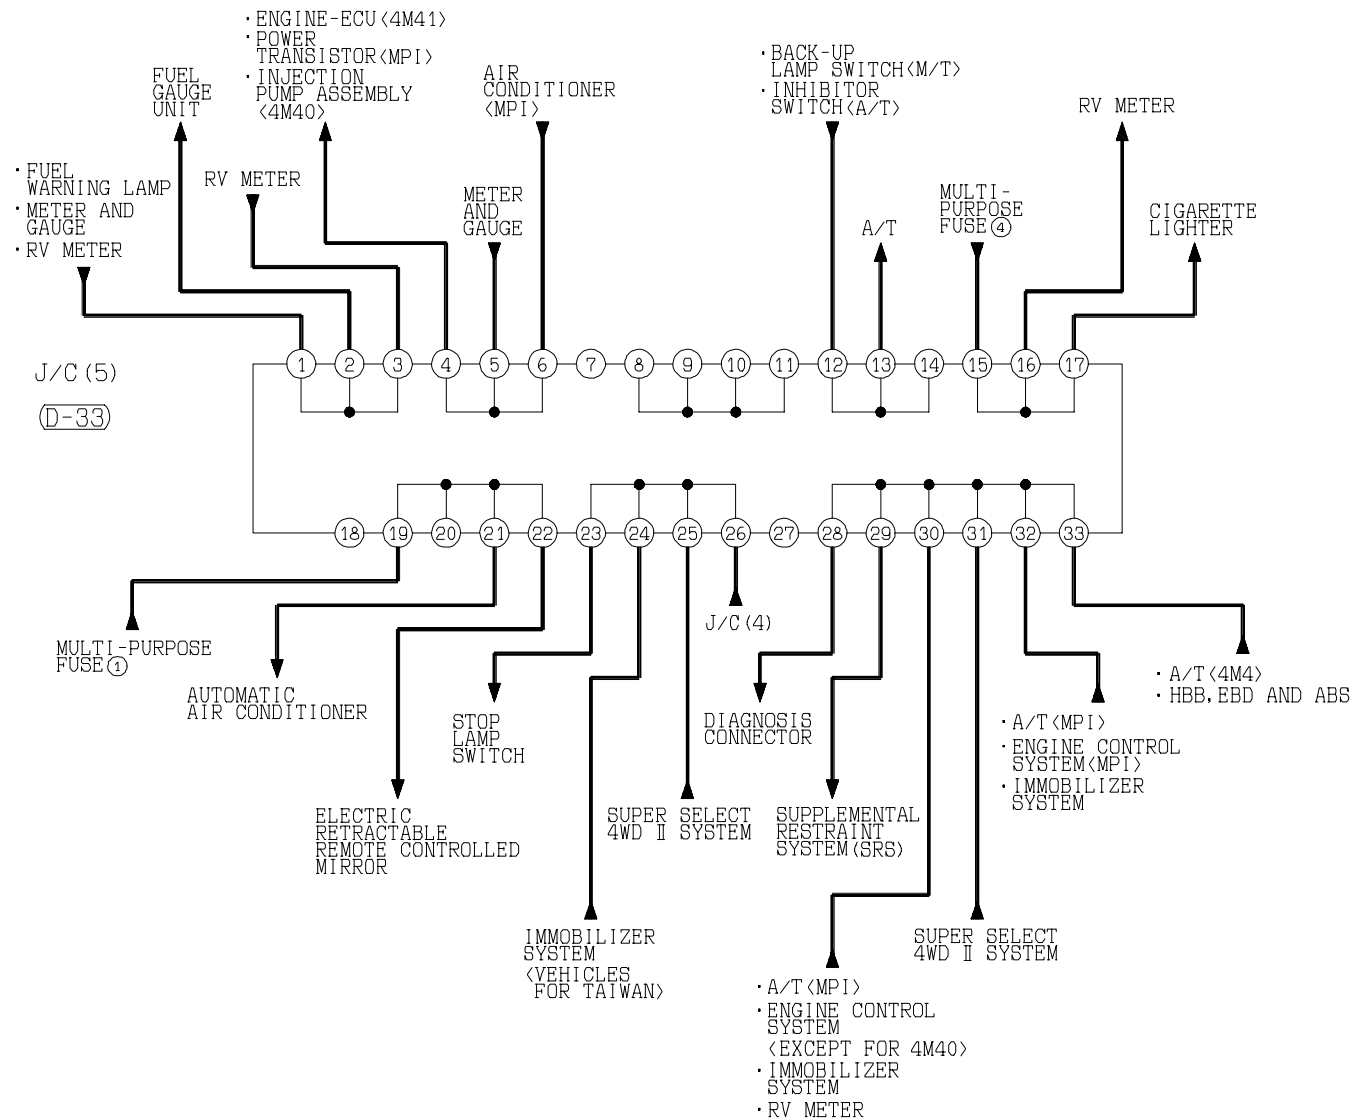 ·ENGINE-ECU〈4M41〉
·POWER
TRANSISTOR〈MPI〉
·INJECTION
PUMP ASSEMBLY
〈4M40〉
FUEL
GAUGE
UNIT
AIR
CONDITIONER
〈MPI〉
·BACK-UP
LAMP SWITCH〈M/T〉
·INHIBITOR
SWITCH〈A/T〉
RV METER
·FUEL
WARNING LAMP
·METER AND
GAUGE
·RV METER
RV METER
METER
AND
GAUGE
A/T
MULTI-
PURPOSE
FUSE④
CIGARETTE
LIGHTER
J/C(5)
D-33
1 2 3 4 5 6 7 8 9 10 11 12 13 14 15 16 17
18 19 20 21 22 23 24 25 26 27 28 29 30 31 32 33
MULTI-PURPOSE
FUSE①
AUTOMATIC
AIR CONDITIONER
ELECTRIC
RETRACTABLE
REMOTE CONTROLLED
MIRROR
STOP
LAMP
SWITCH
IMMOBILIZER
SYSTEM
〈VEHICLES
FOR TAIWAN〉
SUPER SELECT
4WD Ⅱ SYSTEM
J/C(4)
DIAGNOSIS
CONNECTOR
SUPPLEMENTAL
RESTRAINT
SYSTEM(SRS)
·A/T〈MPI〉
·ENGINE CONTROL
SYSTEM
〈EXCEPT FOR 4M40〉
·IMMOBILIZER
SYSTEM
·RV METER
SUPER SELECT
4WD Ⅱ SYSTEM
·A/T〈MPI〉
·ENGINE CONTROL
SYSTEM〈MPI〉
·IMMOBILIZER
SYSTEM
·A/T〈4M4〉
·HBB,EBD AND ABS